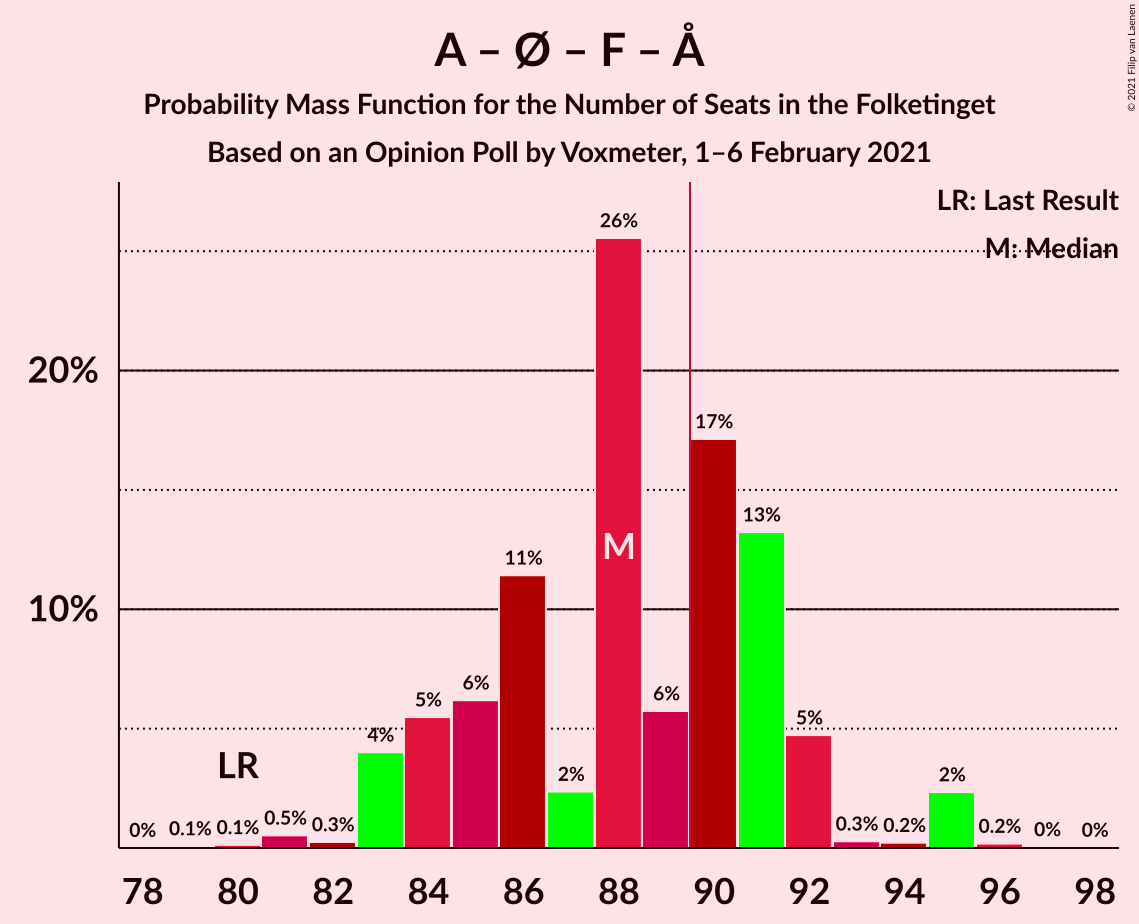 A – Ø – F – Å
Probability Mass Function for the Number of Seats in the Folketinget
Based on an Opinion Poll by Voxmeter, 1–6 February 2021
© 2021 Filip van Laenen
LR: Last Result
M: Median
26%
20%
17%
13%
M
11%
10%
6%
6%
5%
5%
4%
LR
2%
2%
0.5%
0.3%
0.3%
0.2%
0.2%
0.1%
0.1%
0%
0%
0%
78 80 82 84 86 88 90 92 94 96 98